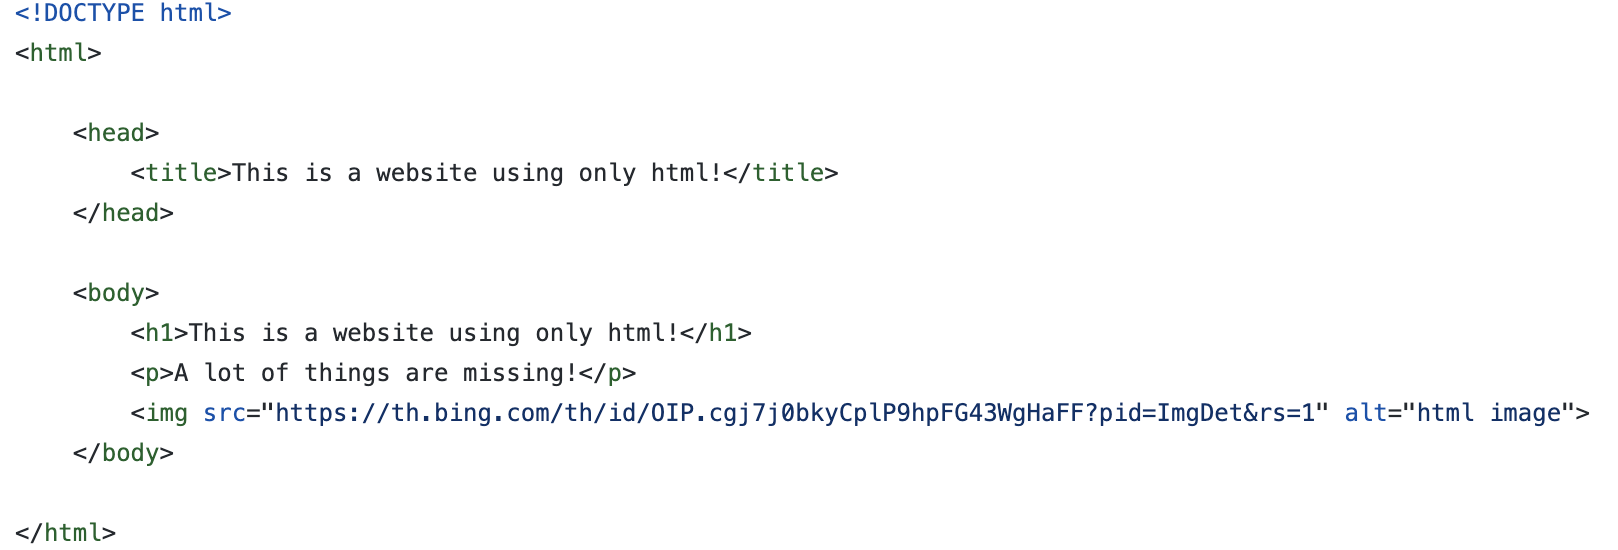 <!DOCTYPE html>
<html>
<head>
<title>This is a website using only html!</title>
</head>
<body>
<h1>This is a website using only html!</h1>
<p>A lot of things are missing!</p>
<img src="https://th.bing.com/th/id/OIP.cgj7j0bkyCplP9hpFG43WgHaFF?pid=ImgDet&rs=1" alt="html image">
</body>
</html>